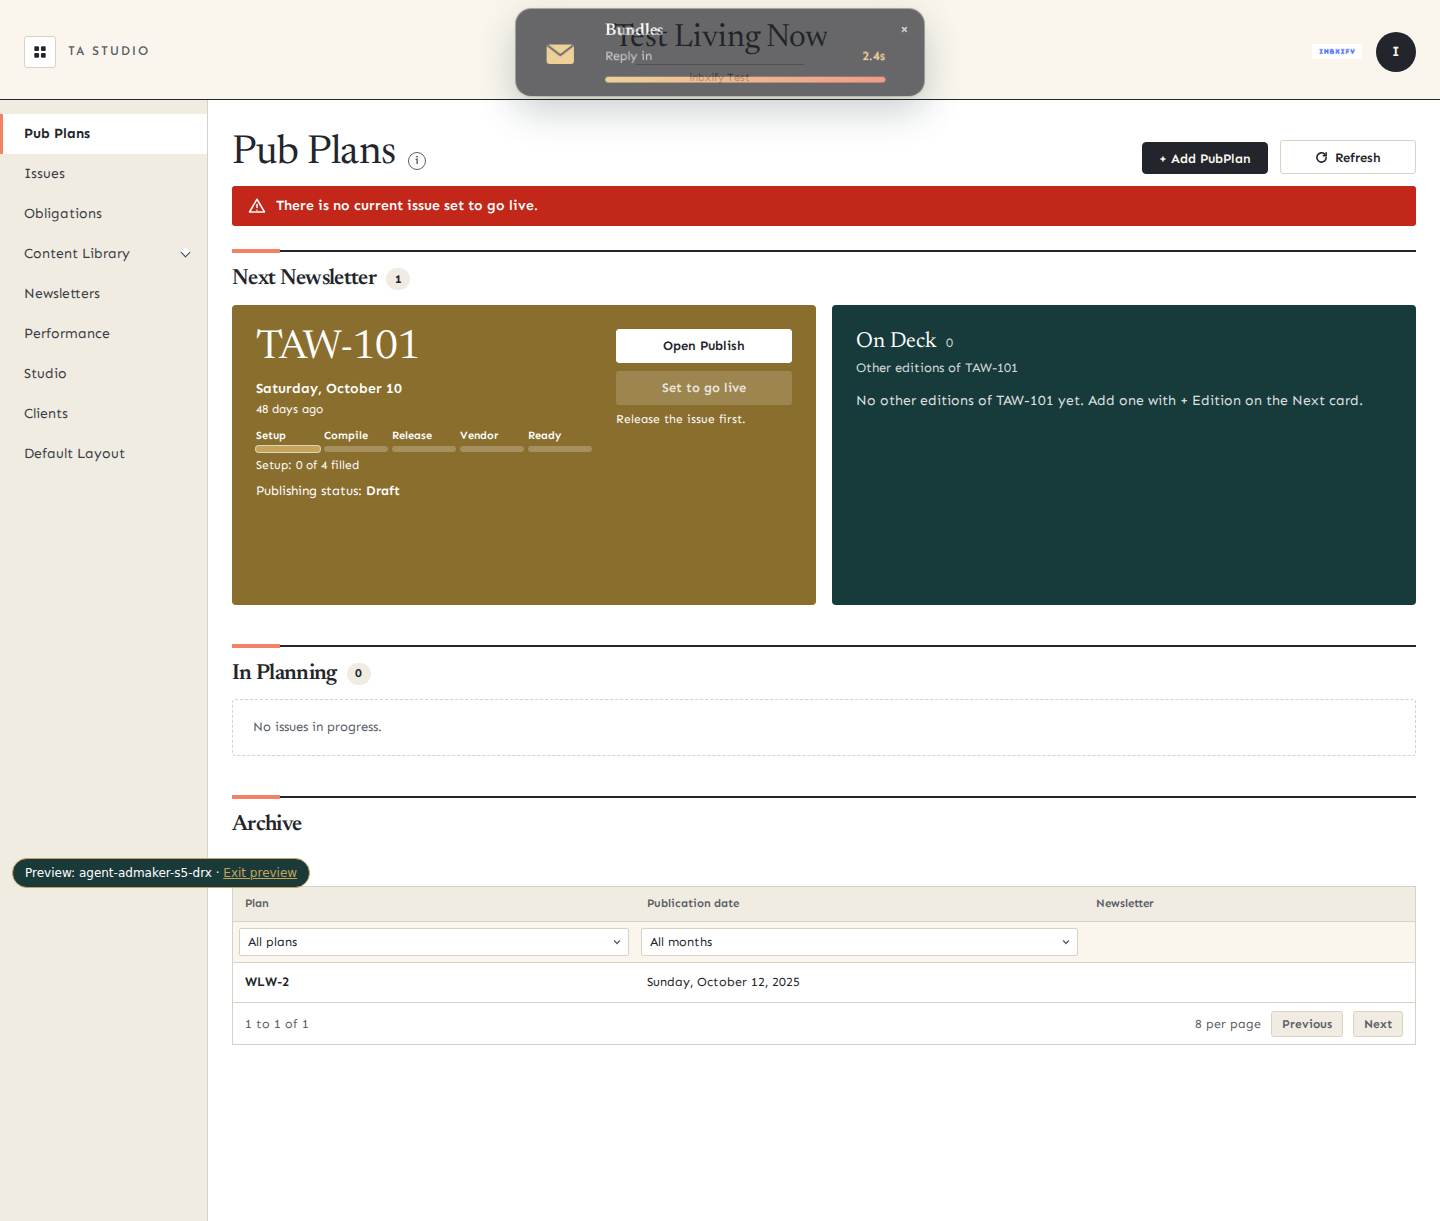 TA STUDIO
Test Living Now
Inbxify Test
Bundles
Reply in
2.4s
×
INBXIFY
I
Pub Plans
Issues
Obligations
Content Library
Newsletters
Performance
Studio
Clients
Default Layout
Pub Plans
i
+ Add PubPlan
Refresh
There is no current issue set to go live.
Next Newsletter 1
TAW-101
Saturday, October 10
48 days ago
Setup Compile Release Vendor Ready
Setup: 0 of 4 filled
Publishing status: Draft
Open Publish
Set to go live
Release the issue first.
On Deck 0
Other editions of TAW-101
No other editions of TAW-101 yet. Add one with + Edition on the Next card.
In Planning 0
No issues in progress.
Archive
Preview: agent-admaker-s5-drx · Exit preview
Plan Publication date Newsletter
All plans All months
WLW-2 Sunday, October 12, 2025
1 to 1 of 1 8 per page Previous Next